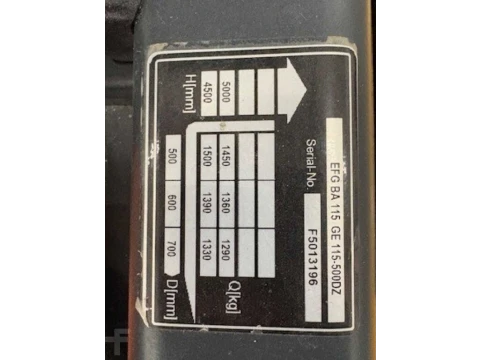 EFG BA 115 GE 115-500DZ
Serial-No. F5013196
5000 1450 1360 1290 Q[kg]
4500 1500 1390 1330
H[mm]
500 600 700 D[mm]